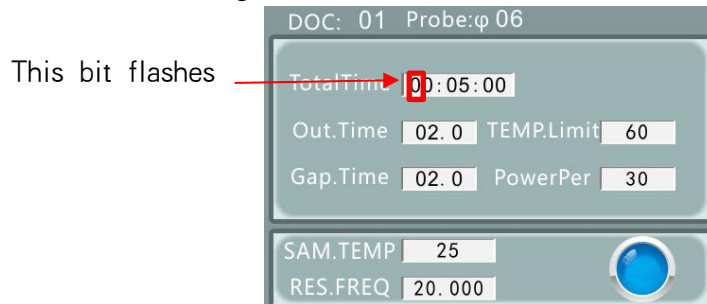 DOC: 01 Probe:φ 06
This bit flashes
TotalTime 00:05:00
Out.Time 02.0 TEMP.Limit 60
Gap.Time 02.0 PowerPer 30
SAM.TEMP 25
RES.FREQ 20.000